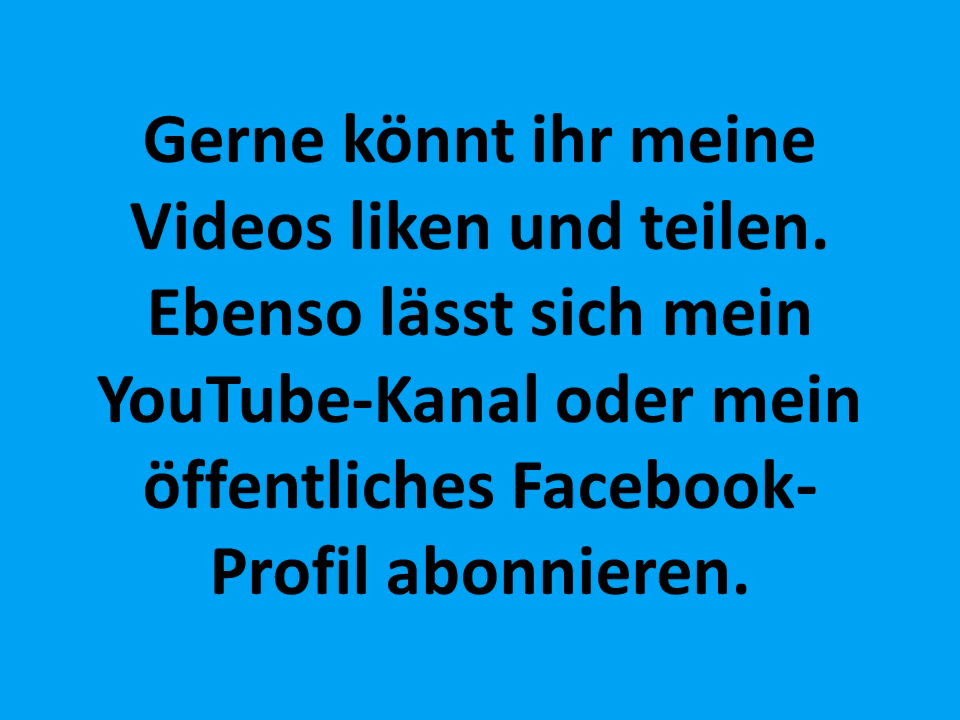 Gerne könnt ihr meine
Videos liken und teilen.
Ebenso lässt sich mein
YouTube-Kanal oder mein
öffentliches Facebook-
Profil abonnieren.